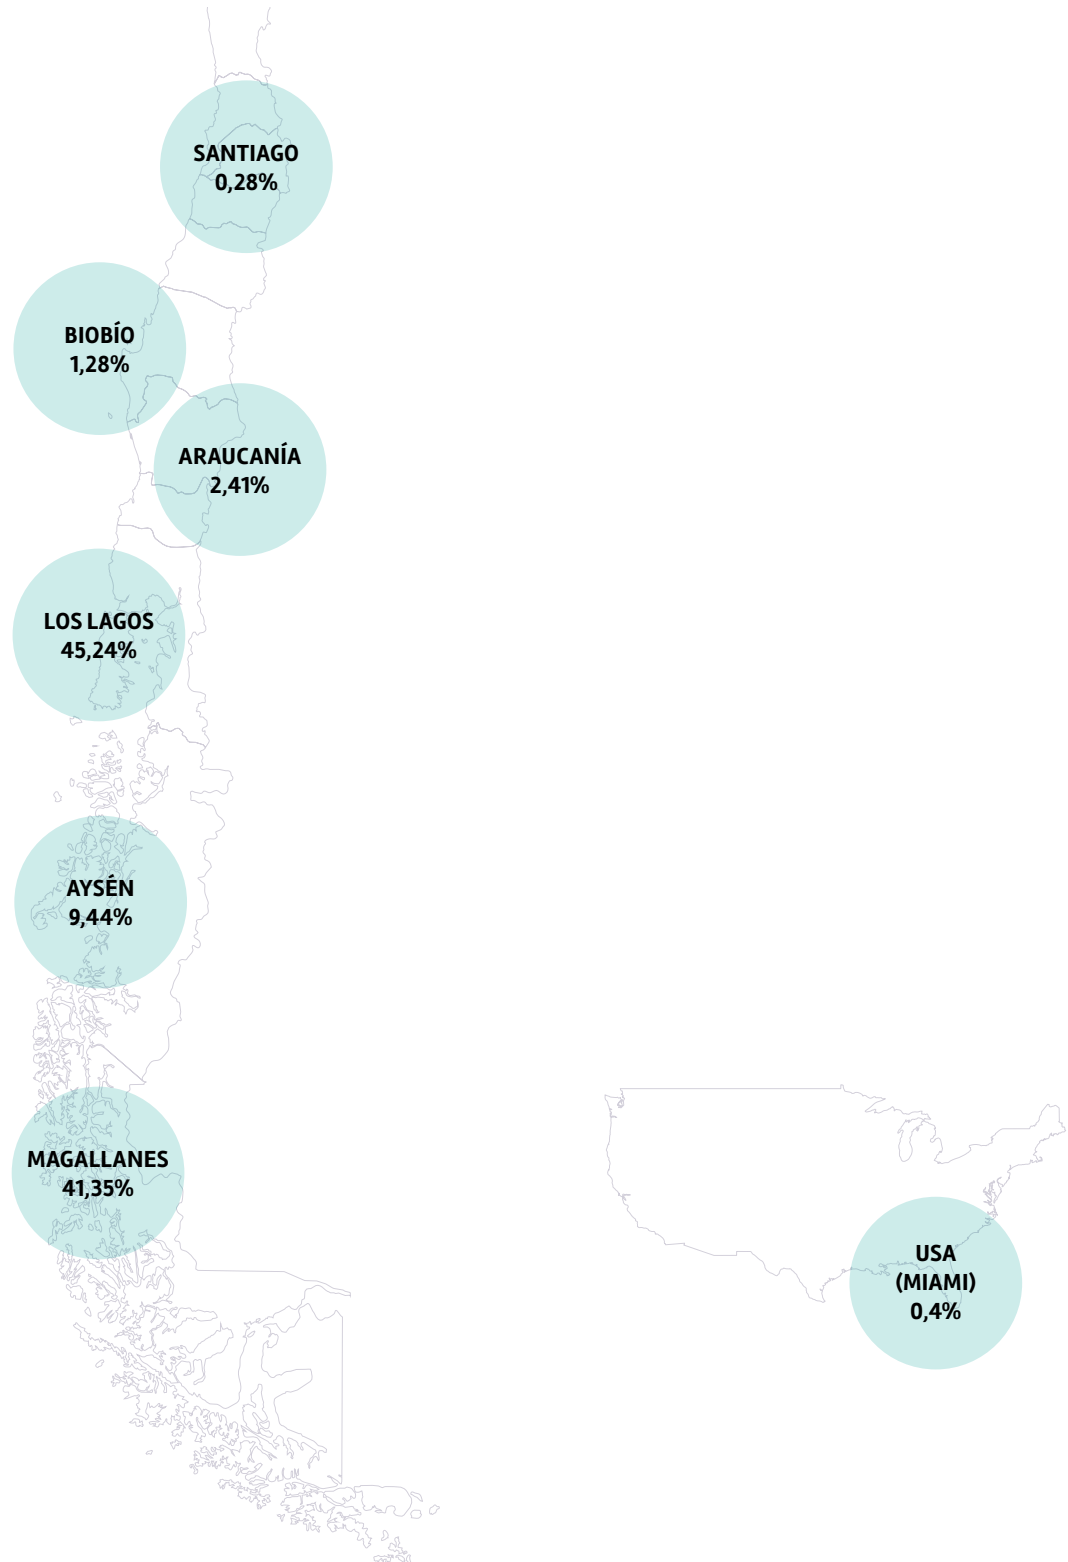 SANTIAGO
0,28%
BIOBÍO
1,28%
ARAUCANÍA
2,41%
LOS LAGOS
45,24%
AYSÉN
9,44%
MAGALLANES
41,35%
USA
(MIAMI)
0,4%